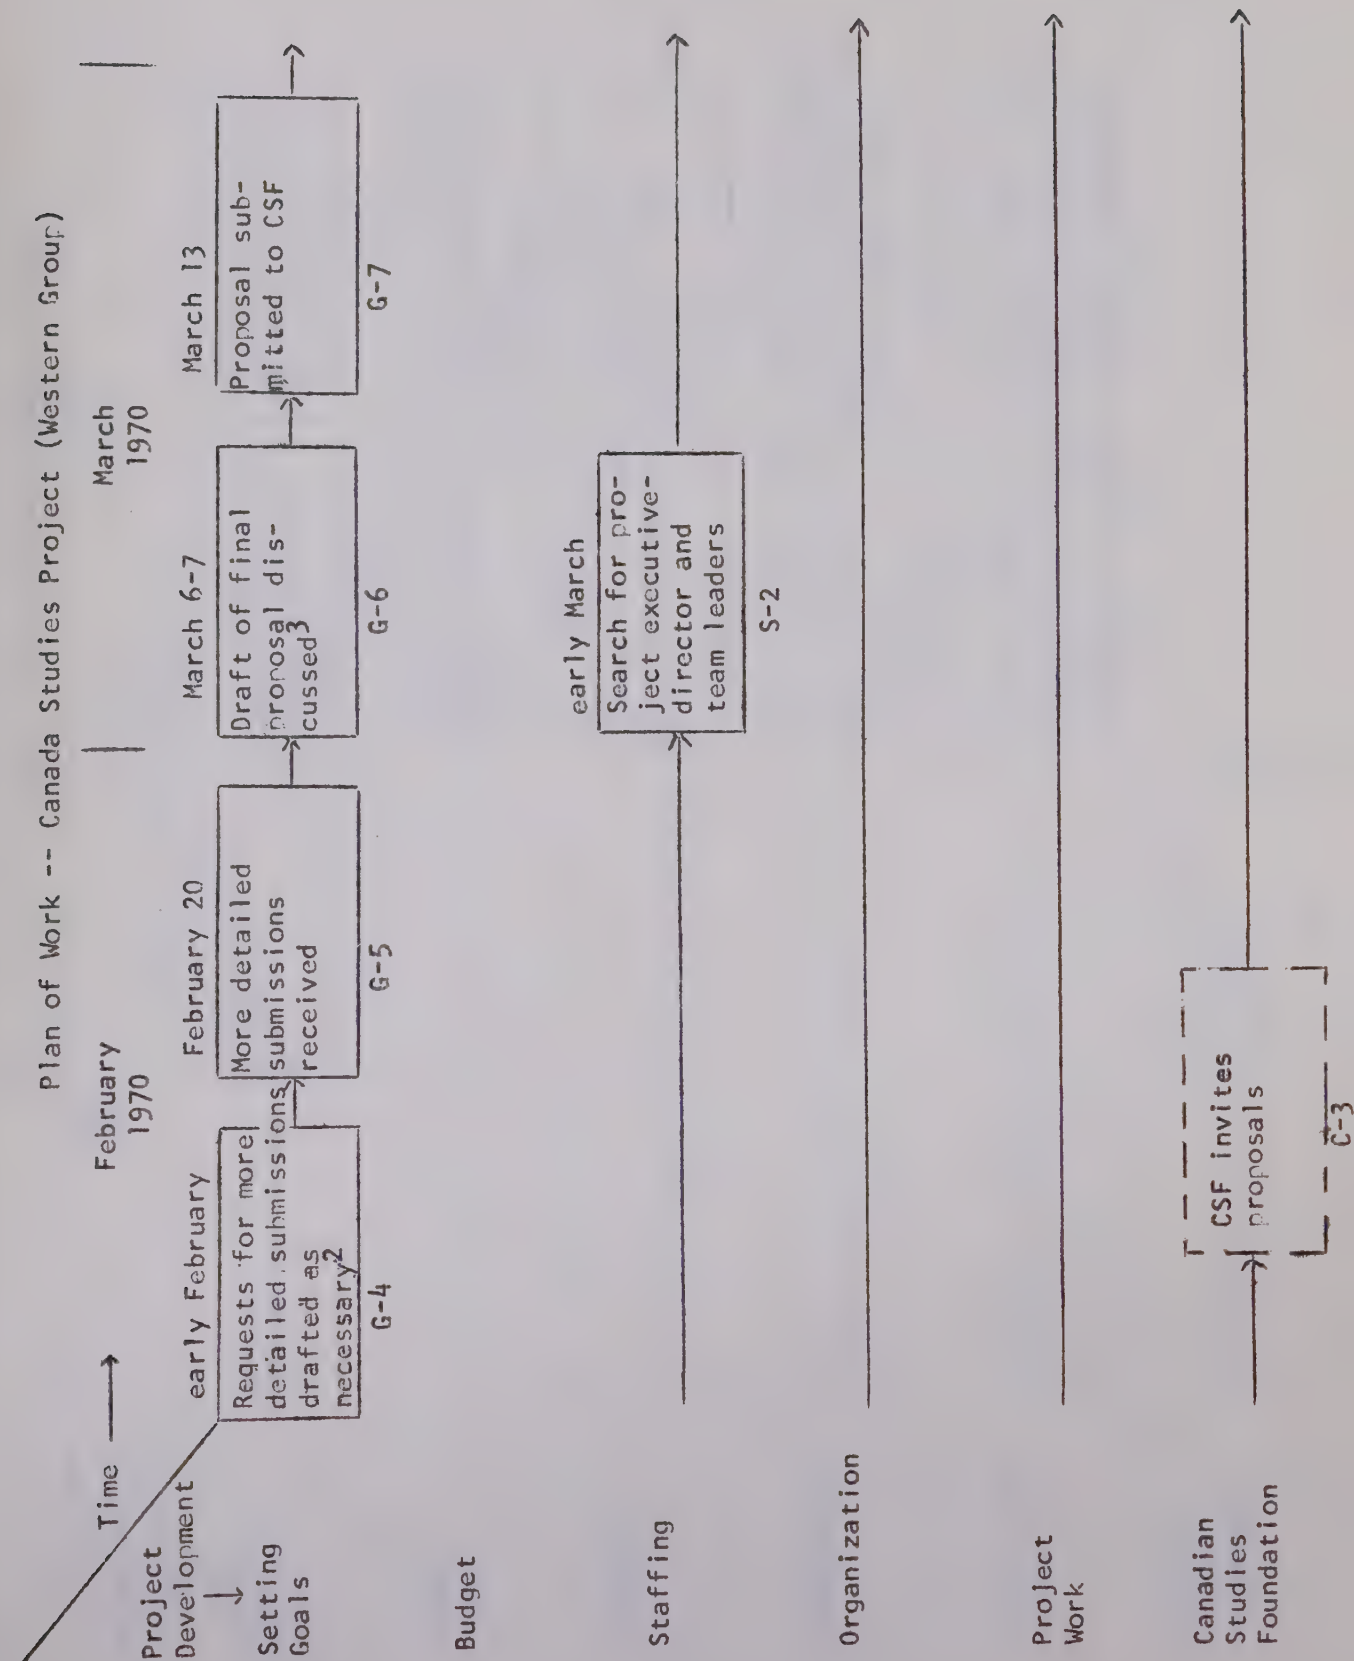 Plan of Work -- Canada Studies Project (Western Group)
Time
February
1970
March
1970
Project
Development
Setting
Goals
early February
Requests for more
detailed submissions
drafted as
necessary2
G-4
February 20
More detailed
submissions
received
G-5
March 6-7
Draft of final
proposal dis-
cussed3
G-6
March 13
Proposal sub-
mitted to CSF
G-7
Budget
Staffing
early March
Search for pro-
ject executive-
director and
team leaders
S-2
Organization
Project
Work
Canadian
Studies
Foundation
CSF invites
proposals
C-3